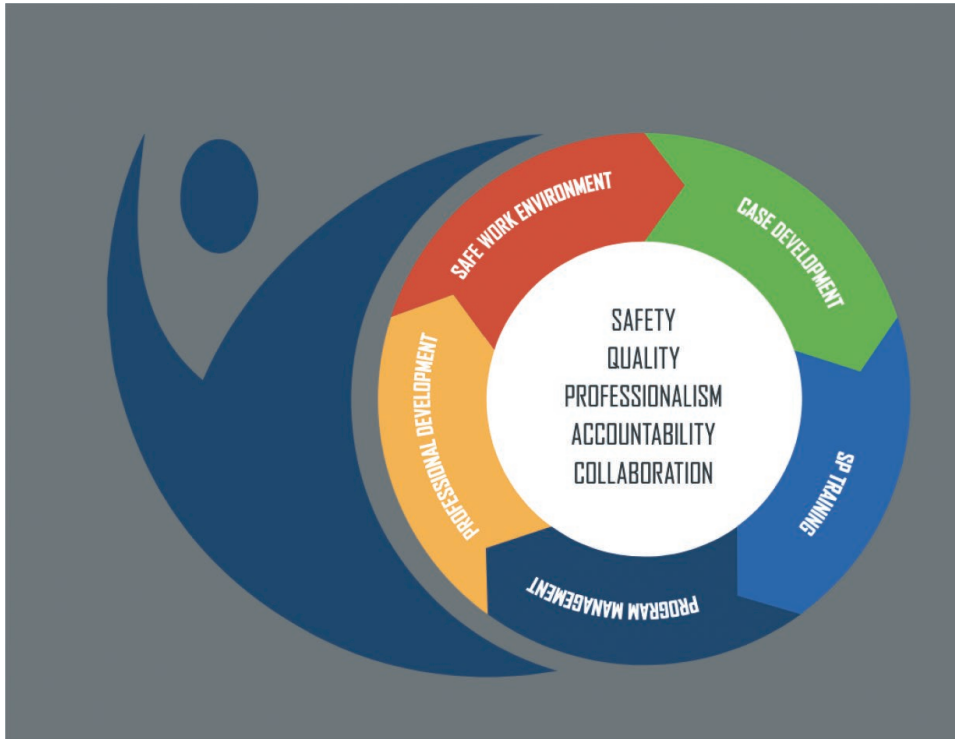 SAFE WORK ENVIRONMENT
CASE DEVELOPMENT
SP TRAINING
PROGRAM MANAGEMENT
PROFESSIONAL DEVELOPMENT
SAFETY
QUALITY
PROFESSIONALISM
ACCOUNTABILITY
COLLABORATION